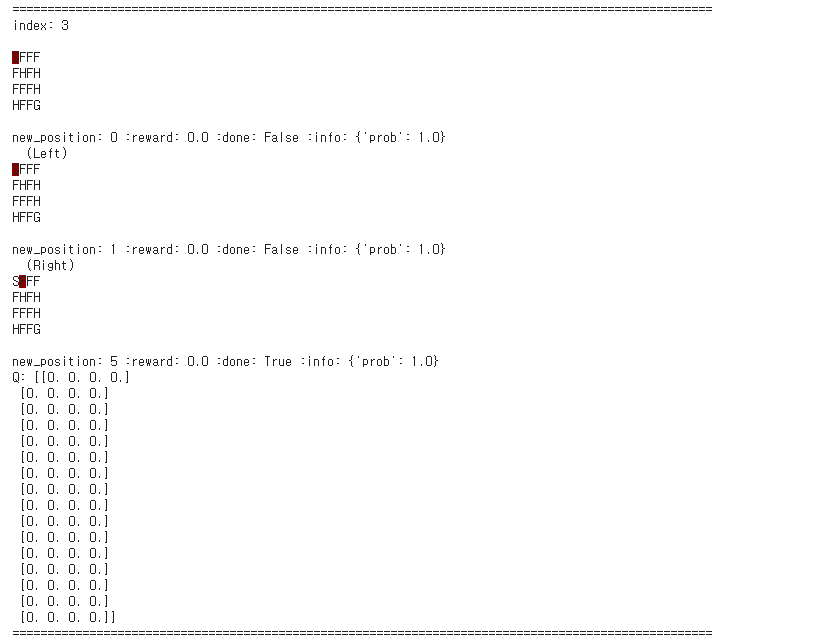 =====================================================================================================
index: 3
FFF
FHFH
FFFH
HFFG
new_position: 0 :reward: 0.0 :done: False :info: {'prob': 1.0}
(Left)
FFF
FHFH
FFFH
HFFG
new_position: 1 :reward: 0.0 :done: False :info: {'prob': 1.0}
(Right)
SFFF
FHFH
FFFH
HFFG
new_position: 5 :reward: 0.0 :done: True :info: {'prob': 1.0}
Q: [[0. 0. 0. 0.]
[0. 0. 0. 0.]
[0. 0. 0. 0.]
[0. 0. 0. 0.]
[0. 0. 0. 0.]
[0. 0. 0. 0.]
[0. 0. 0. 0.]
[0. 0. 0. 0.]
[0. 0. 0. 0.]
[0. 0. 0. 0.]
[0. 0. 0. 0.]
[0. 0. 0. 0.]
[0. 0. 0. 0.]
[0. 0. 0. 0.]
[0. 0. 0. 0.]
[0. 0. 0. 0.]]
=====================================================================================================